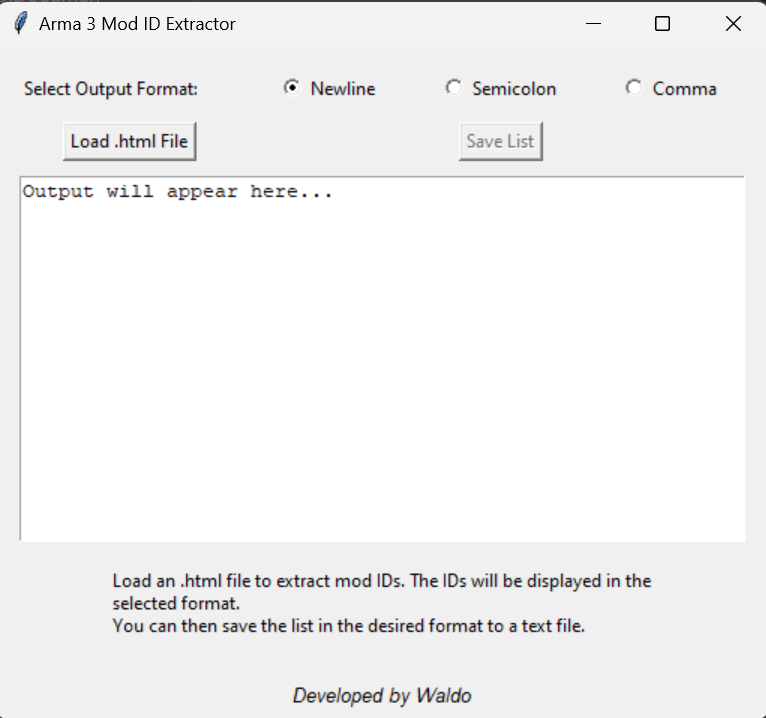 Arma 3 Mod ID Extractor
Select Output Format: Newline Semicolon Comma
Load .html File Save List
Output will appear here...
Load an .html file to extract mod IDs. The IDs will be displayed in the
selected format.
You can then save the list in the desired format to a text file.
Developed by Waldo